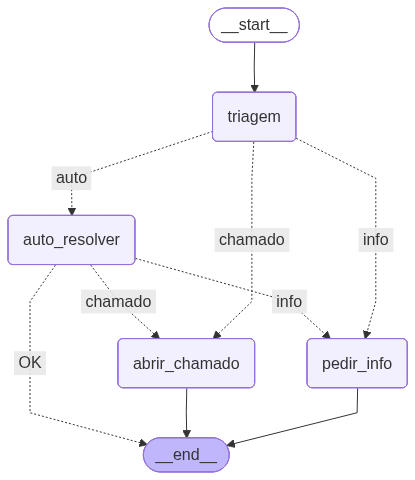 __start__
triagem
auto
auto_resolver
chamado
info
chamado
info
OK
abrir_chamado
pedir_info
__end__